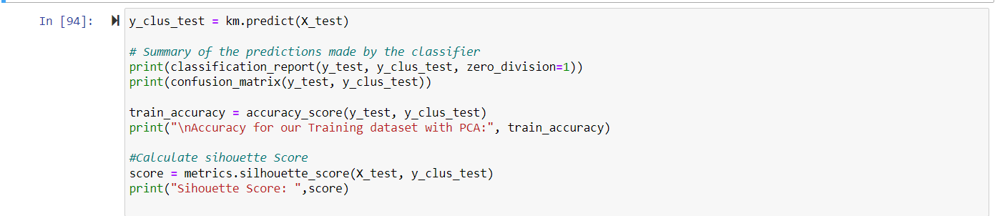 In [94]:
y_clus_test = km.predict(X_test)
# Summary of the predictions made by the classifier
print(classification_report(y_test, y_clus_test, zero_division=1))
print(confusion_matrix(y_test, y_clus_test))
train_accuracy = accuracy_score(y_test, y_clus_test)
print("\nAccuracy for our Training dataset with PCA:", train_accuracy)
#Calculate sihouette Score
score = metrics.silhouette_score(X_test, y_clus_test)
print("Sihouette Score: ",score)